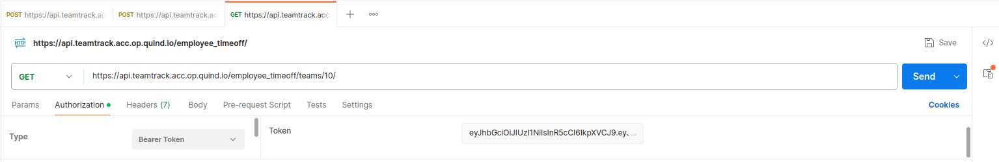 POST https://api.teamtrack.ac POST https://api.teamtrack.ac GET https://api.teamtrack.acc
HTTP https://api.teamtrack.acc.op.quind.io/employee_timeoff/ Save
GET https://api.teamtrack.acc.op.quind.io/employee_timeoff/teams/10/ Send
Params Authorization Headers (7) Body Pre-request Script Tests Settings Cookies
Type Bearer Token Token eyJhbGciOiJIUzI1NiIsInR5cCI6IkpXVCJ9.eyJ...